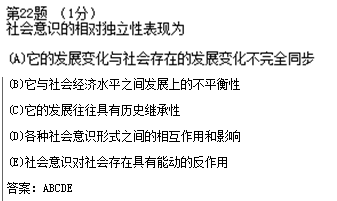 第22题 (1分)
社会意识的相对独立性表现为
(A)它的发展变化与社会存在的发展变化不完全同步
(B)它与社会经济水平之间发展上的不平衡性
(C)它的发展往往具有历史继承性
(D)各种社会意识形式之间的相互作用和影响
(E)社会意识对社会存在具有能动的反作用
答案：ABCDE